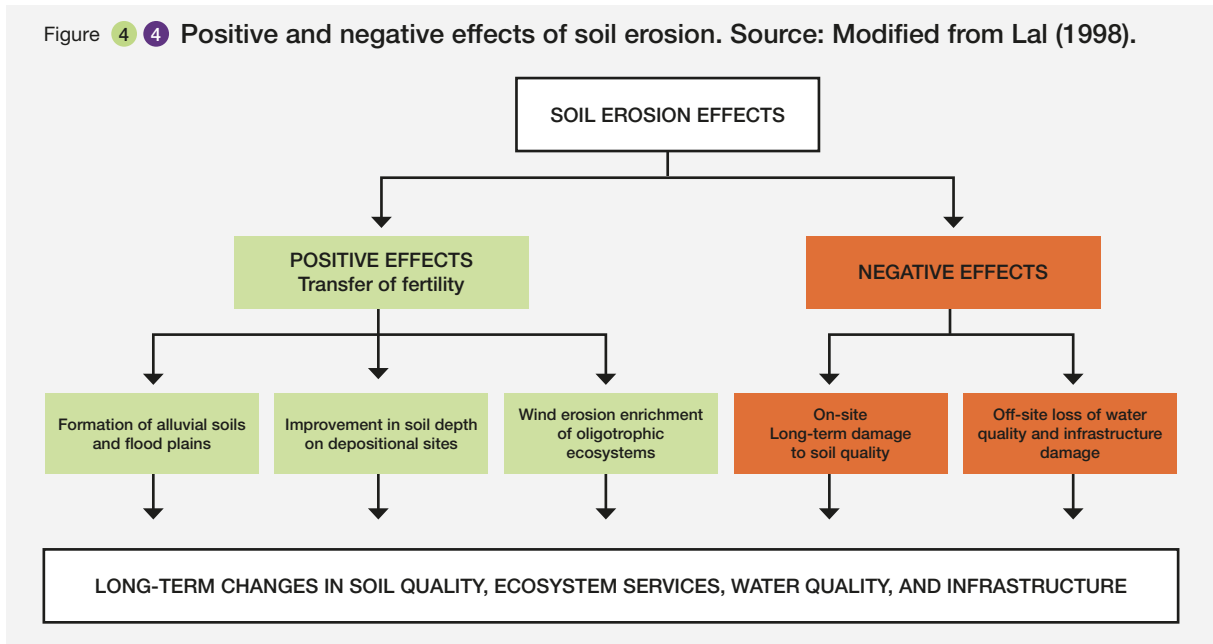 Figure 4 4 Positive and negative effects of soil erosion. Source: Modified from Lal (1998).
SOIL EROSION EFFECTS
POSITIVE EFFECTS
Transfer of fertility
NEGATIVE EFFECTS
Formation of alluvial soils
and flood plains
Improvement in soil depth
on depositional sites
Wind erosion enrichment
of oligotrophic
ecosystems
On-site
Long-term damage
to soil quality
Off-site loss of water
quality and infrastructure
damage
LONG-TERM CHANGES IN SOIL QUALITY, ECOSYSTEM SERVICES, WATER QUALITY, AND INFRASTRUCTURE